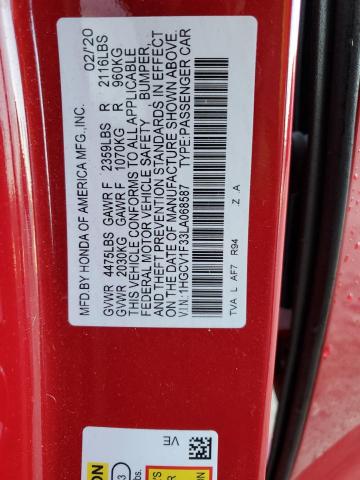 MFD.BY HONDA OF AMERICA MFG.,INC. 02/20
GVWR 4475LBS GAWR F 2359LBS R 2116LBS
GVWR 2030KG GAWR F 1070KG R 960KG
THIS VEHICLE CONFORMS TO ALL APPLICABLE
FEDERAL MOTOR VEHICLE SAFETY , BUMPER,
AND THEFT PREVENTION STANDARDS IN EFFECT
ON THE DATE OF MANUFACTURE SHOWN ABOVE.
VIN:1HGCV1F33LA068587 TYPE:PASSENGER CAR
TVA L AF7 R94 Z .A
VE